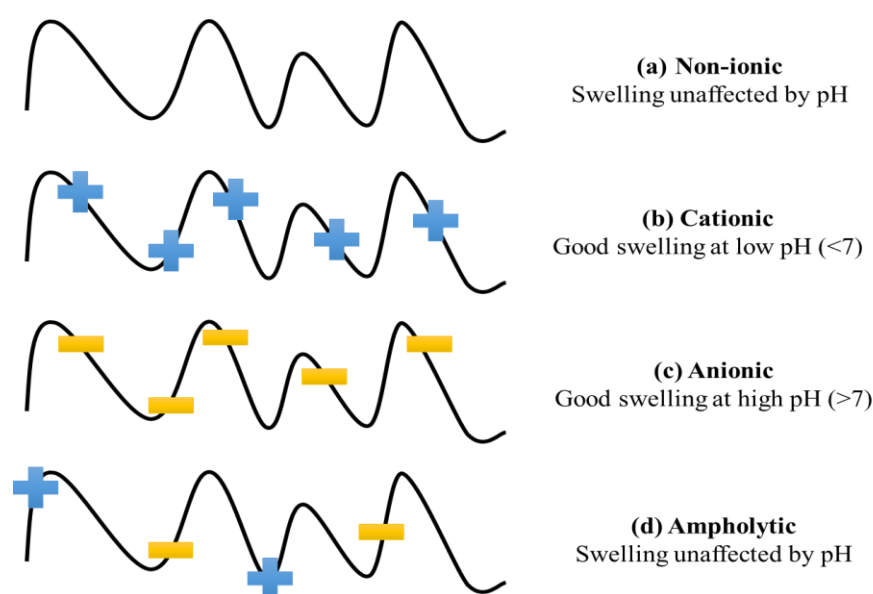 (a) Non-ionic
Swelling unaffected by pH
(b) Cationic
Good swelling at low pH (<7)
(c) Anionic
Good swelling at high pH (>7)
(d) Ampholytic
Swelling unaffected by pH